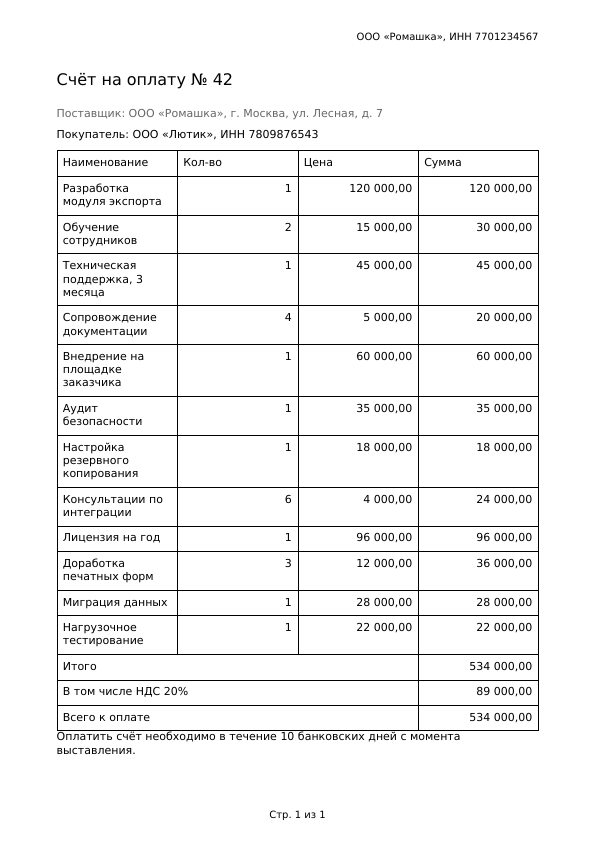 ООО «Ромашка», ИНН 7701234567
Счёт на оплату № 42
Поставщик: ООО «Ромашка», г. Москва, ул. Лесная, д. 7
Покупатель: ООО «Лютик», ИНН 7809876543
Наименование Кол-во Цена Сумма
Разработка 1 120 000,00 120 000,00
модуля экспорта
Обучение 2 15 000,00 30 000,00
сотрудников
Техническая 1 45 000,00 45 000,00
поддержка, 3
месяца
Сопровождение 4 5 000,00 20 000,00
документации
Внедрение на 1 60 000,00 60 000,00
площадке
заказчика
Аудит 1 35 000,00 35 000,00
безопасности
Настройка 1 18 000,00 18 000,00
резервного
копирования
Консультации по 6 4 000,00 24 000,00
интеграции
Лицензия на год 1 96 000,00 96 000,00
Доработка 3 12 000,00 36 000,00
печатных форм
Миграция данных 1 28 000,00 28 000,00
Нагрузочное 1 22 000,00 22 000,00
тестирование
Итого 534 000,00
В том числе НДС 20% 89 000,00
Всего к оплате 534 000,00
Оплатить счёт необходимо в течение 10 банковских дней с момента
выставления.
Стр. 1 из 1